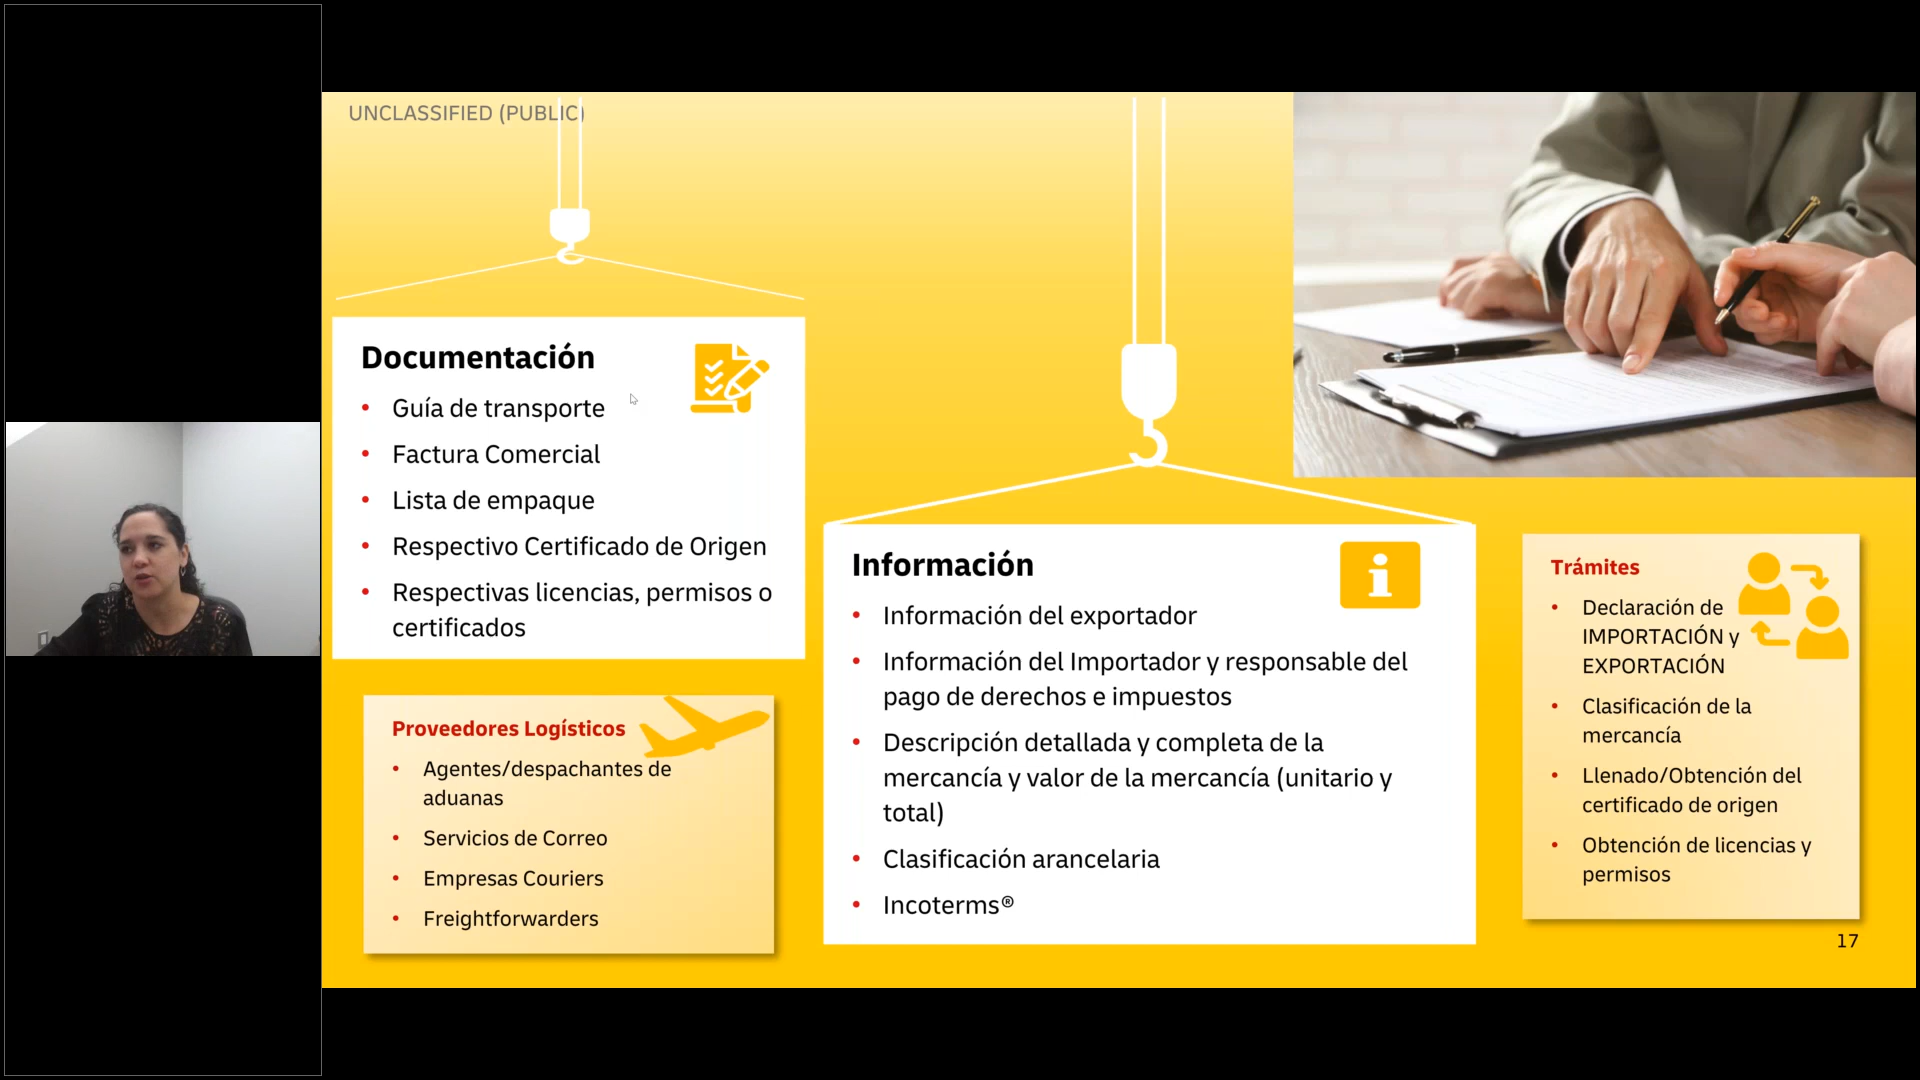 UNCLASSIFIED (PUBLIC)
Documentación
• Guía de transporte
• Factura Comercial
• Lista de empaque
• Respectivo Certificado de Origen
• Respectivas licencias, permisos o
certificados
Proveedores Logísticos
• Agentes/despachantes de
aduanas
• Servicios de Correo
• Empresas Couriers
• Freightforwarders
Información
• Información del exportador
• Información del Importador y responsable del
pago de derechos e impuestos
• Descripción detallada y completa de la
mercancía y valor de la mercancía (unitario y
total)
• Clasificación arancelaria
• Incoterms®
Trámites
• Declaración de
IMPORTACIÓN y
EXPORTACIÓN
• Clasificación de la
mercancía
• Llenado/Obtención del
certificado de origen
• Obtención de licencias y
permisos
17